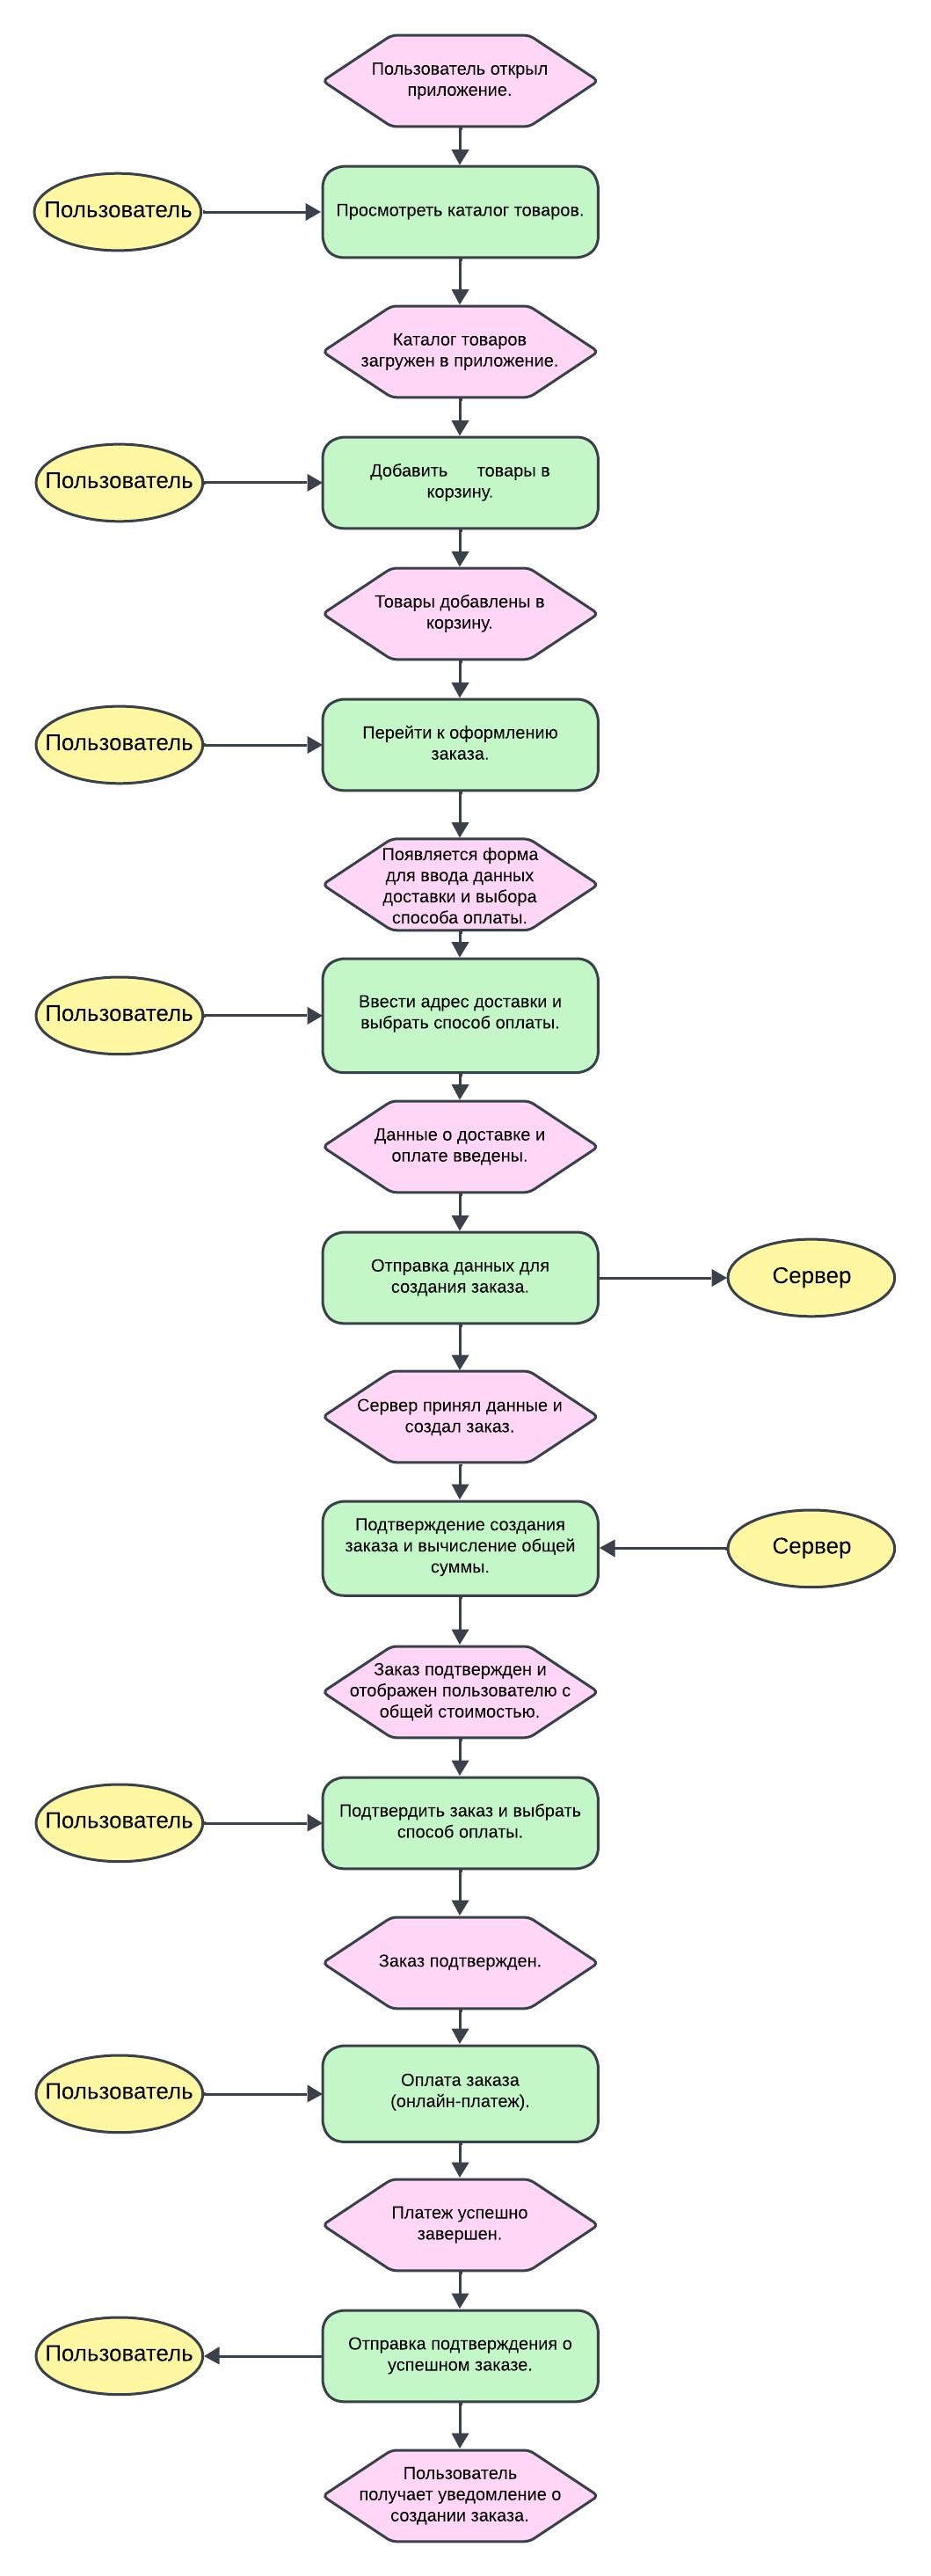 Пользователь открыл
приложение.
Пользователь
Просмотреть каталог товаров.
Каталог товаров
загружен в приложение.
Пользователь
Добавить товары в
корзину.
Товары добавлены в
корзину.
Пользователь
Перейти к оформлению
заказа.
Появляется форма
для ввода данных
доставки и выбора
способа оплаты.
Пользователь
Ввести адрес доставки и
выбрать способ оплаты.
Данные о доставке и
оплате введены.
Отправка данных для
создания заказа.
Сервер
Сервер принял данные и
создал заказ.
Подтверждение создания
заказа и вычисление общей
суммы.
Сервер
Заказ подтвержден и
отображен пользователю с
общей стоимостью.
Пользователь
Подтвердить заказ и выбрать
способ оплаты.
Заказ подтвержден.
Пользователь
Оплата заказа
(онлайн-платеж).
Платеж успешно
завершен.
Пользователь
Отправка подтверждения о
успешном заказе.
Пользователь
получает уведомление о
создании заказа.